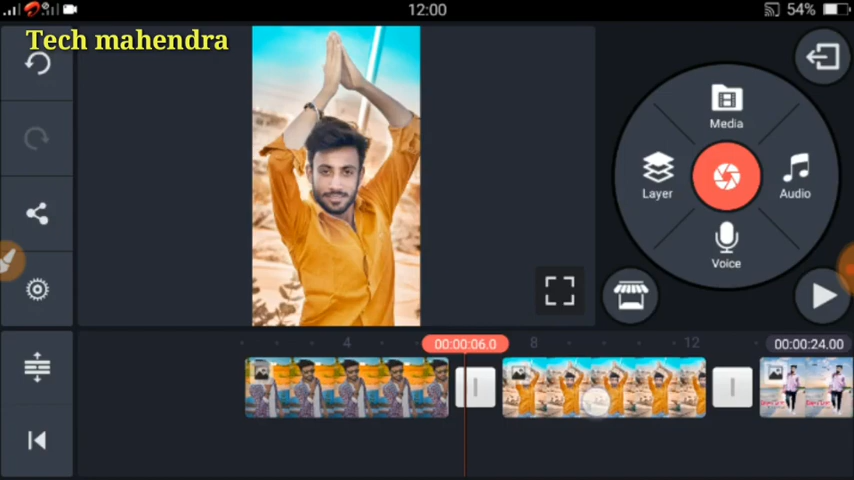 12:00
54%
Tech mahendra
Media
Layer
Audio
Voice
4
00:00:06.0
8
12
00:00:24.00